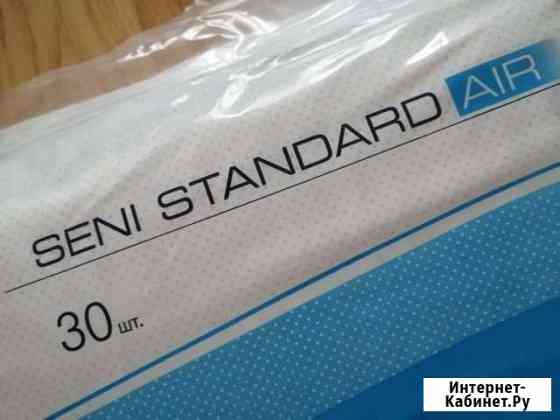 SENI STANDARD AIR
30 шт.
Интернет-
Кабинет.Ру